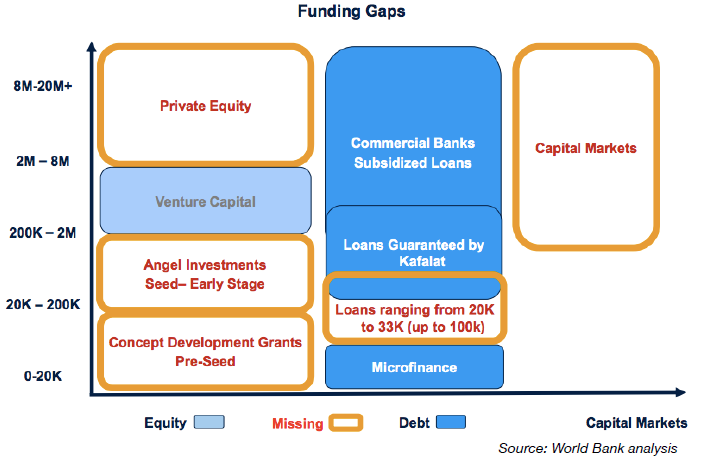 Funding Gaps
8M-20M+
2M – 8M
200K – 2M
20K – 200K
0-20K
Private Equity
Venture Capital
Angel Investments
Seed– Early Stage
Concept Development Grants
Pre-Seed
Commercial Banks
Subsidized Loans
Loans Guaranteed by
Kafalat
Loans ranging from 20K
to 33K (up to 100k)
Microfinance
Capital Markets
Equity
Missing
Debt
Capital Markets
Source: World Bank analysis